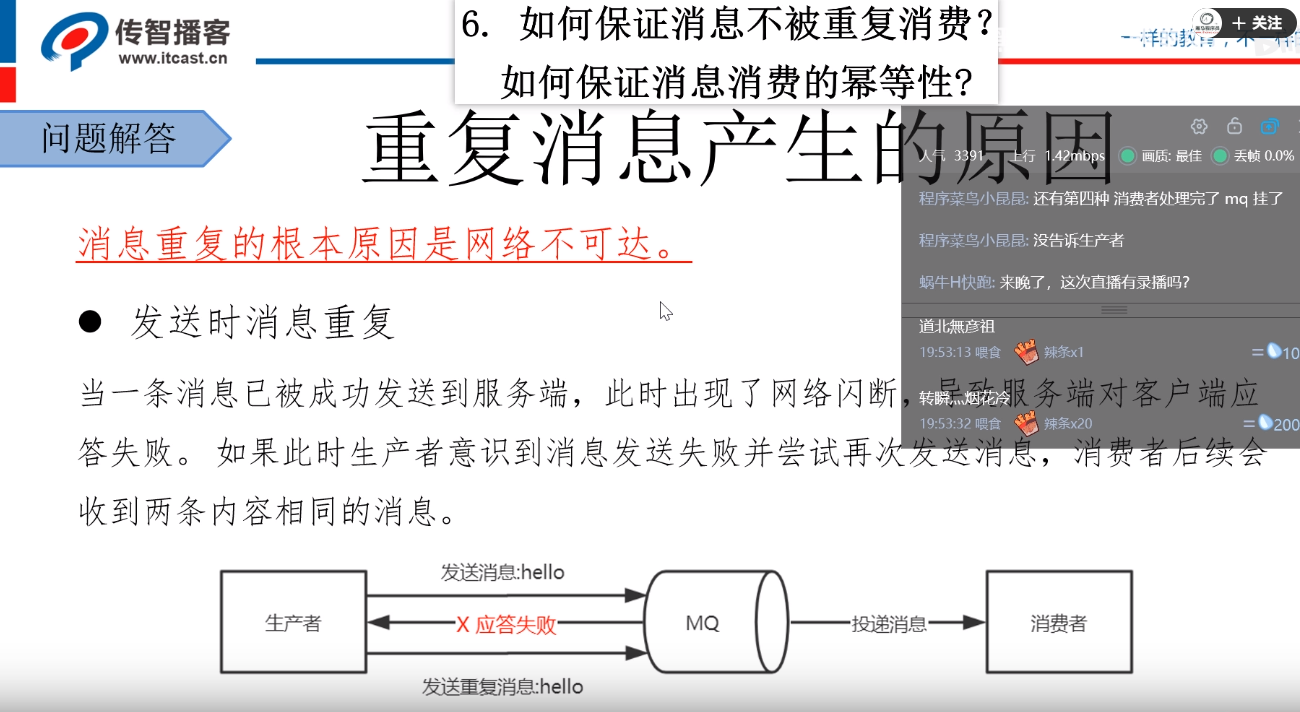 传智播客
www.itcast.cn
6. 如何保证消息不被重复消费?
如何保证消息消费的幂等性?
+ 关注
问题解答
重复消息产生的原因
人气 3391 上行 1.42mbps 画质: 最佳 丢帧 0.0%
程序菜鸟小昆昆: 还有第四种 消费者处理完了 mq 挂了
程序菜鸟小昆昆: 没告诉生产者
蜗牛H快跑: 来晚了，这次直播有录播吗?
道北無彦祖
19:53:13 喂食 辣条x1 =10
转瞬灬烟花冷
19:53:32 喂食 辣条x20 =200
消息重复的根本原因是网络不可达。
● 发送时消息重复
当一条消息已被成功发送到服务端，此时出现了网络闪断，导致服务端对客户端应
答失败。 如果此时生产者意识到消息发送失败并尝试再次发送消息，消费者后续会
收到两条内容相同的消息。
发送消息:hello
生产者
X 应答失败
MQ
投递消息
消费者
发送重复消息:hello